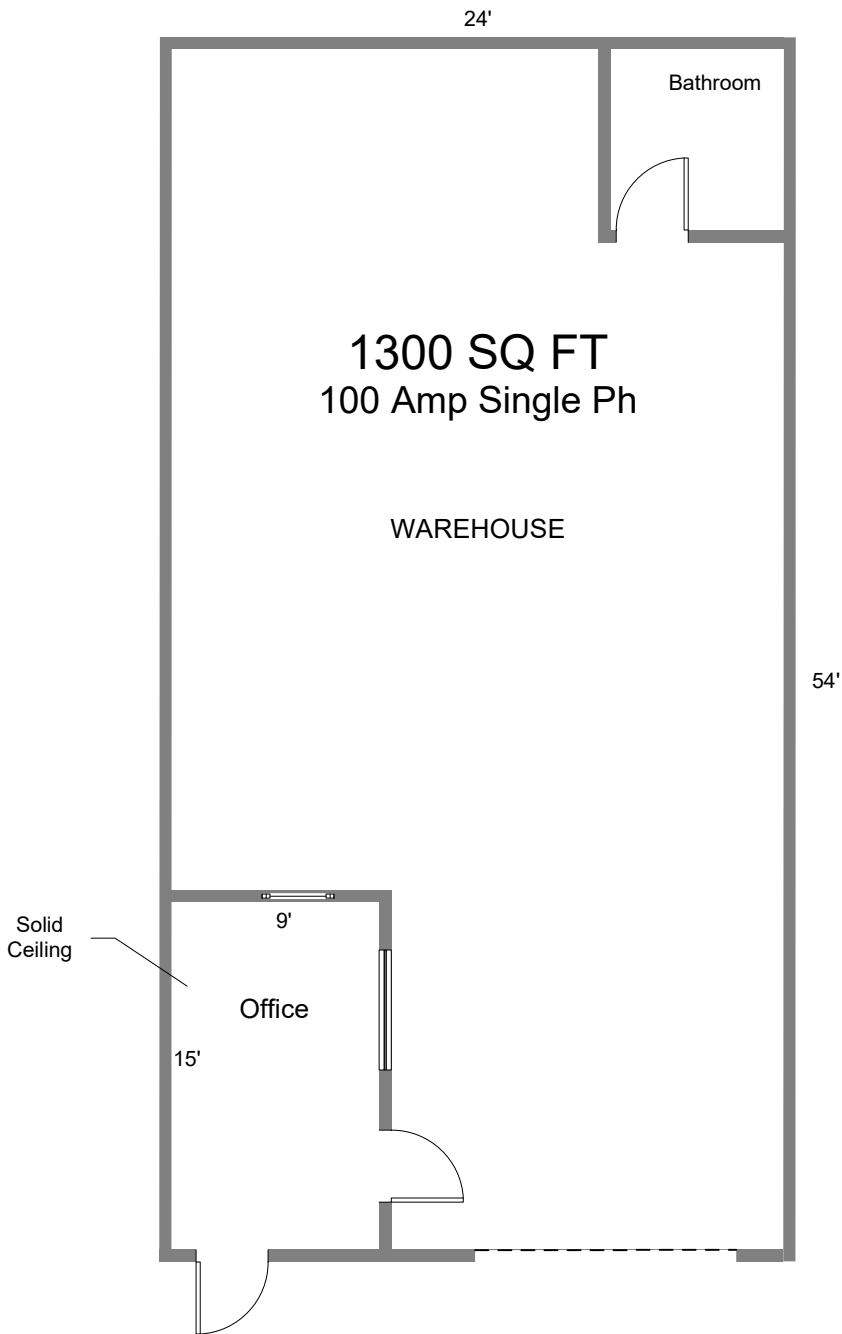 24'
Bathroom
1300 SQ FT
100 Amp Single Ph
WAREHOUSE
54'
9'
Solid
Ceiling
Office
15'